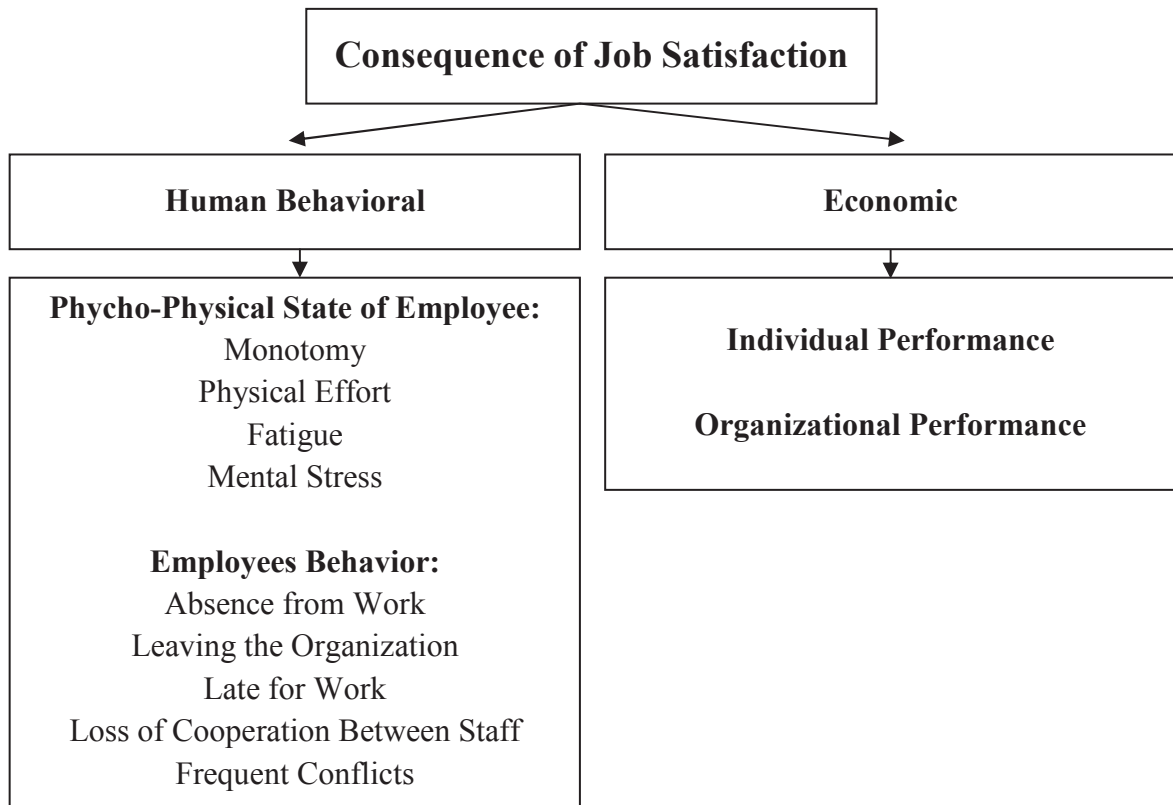 Consequence of Job Satisfaction
Human Behavioral
Economic
Phycho-Physical State of Employee:
Monotomy
Physical Effort
Fatigue
Mental Stress
Employees Behavior:
Absence from Work
Leaving the Organization
Late for Work
Loss of Cooperation Between Staff
Frequent Conflicts
Individual Performance
Organizational Performance